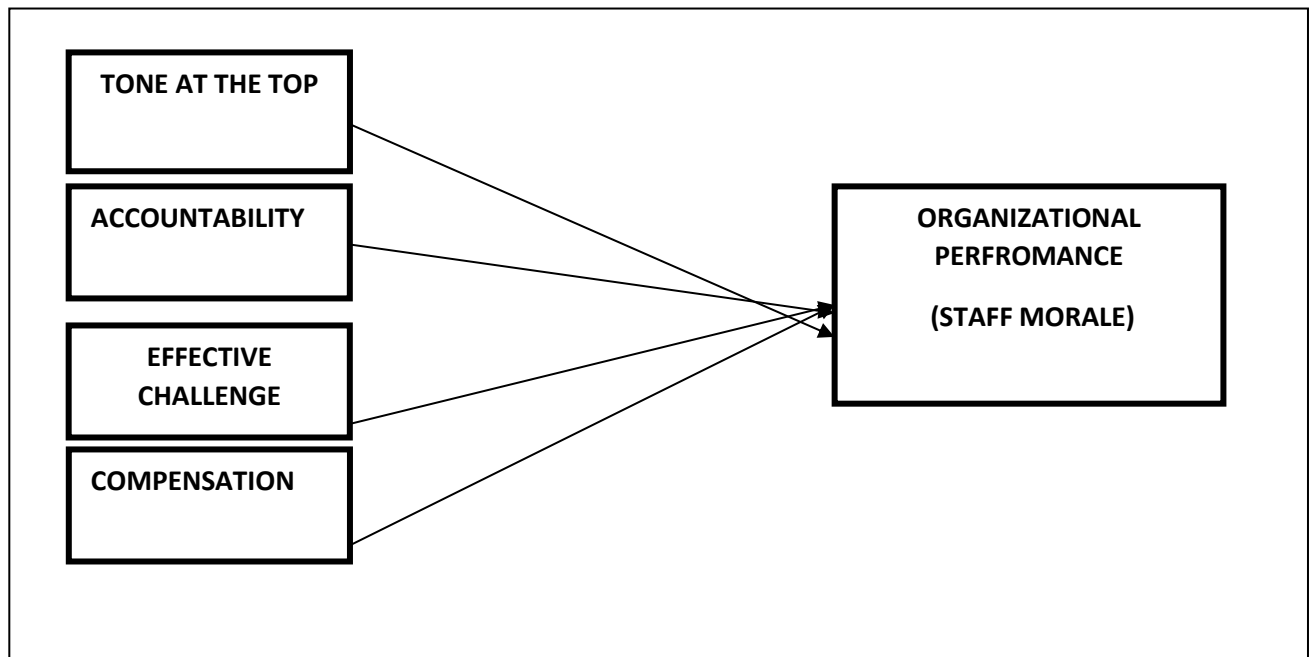 TONE AT THE TOP
ACCOUNTABILITY
EFFECTIVE
CHALLENGE
COMPENSATION
ORGANIZATIONAL
PERFROMANCE
(STAFF MORALE)